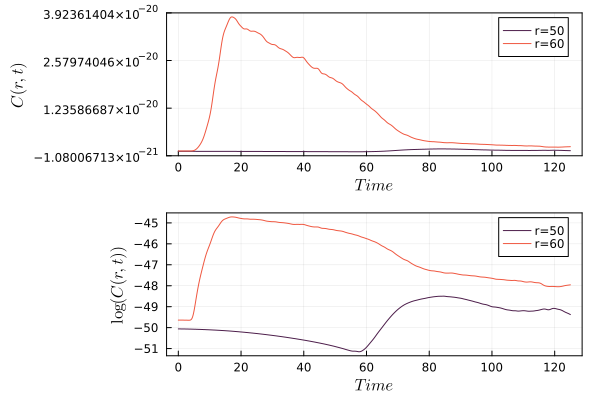 3.92361404×10⁻²⁰
2.57974046×10⁻²⁰
1.23586687×10⁻²⁰
−1.08006713×10⁻²¹
C(r, t)
r=50
r=60
0 20 40 60 80 100 120
Time
−45
−46
−47
−48
−49
−50
−51
log(C(r, t))
r=50
r=60
0 20 40 60 80 100 120
Time